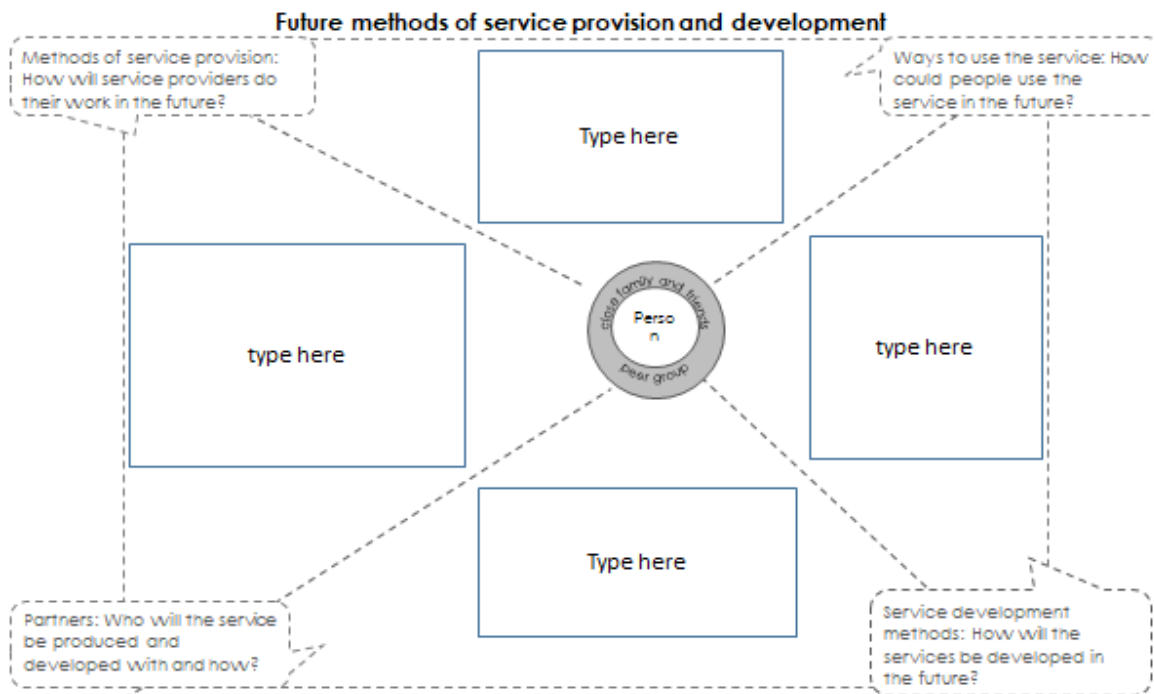 Future methods of service provision and development
Methods of service provision:
How will service providers do
their work in the future?
Ways to use the service: How
could people use the
service in the future?
Type here
type here
close family and friends
Perso
n
peer group
type here
Type here
Partners: Who will the service
be produced and
developed with and how?
Service development
methods: How will the
services be developed in
the future?